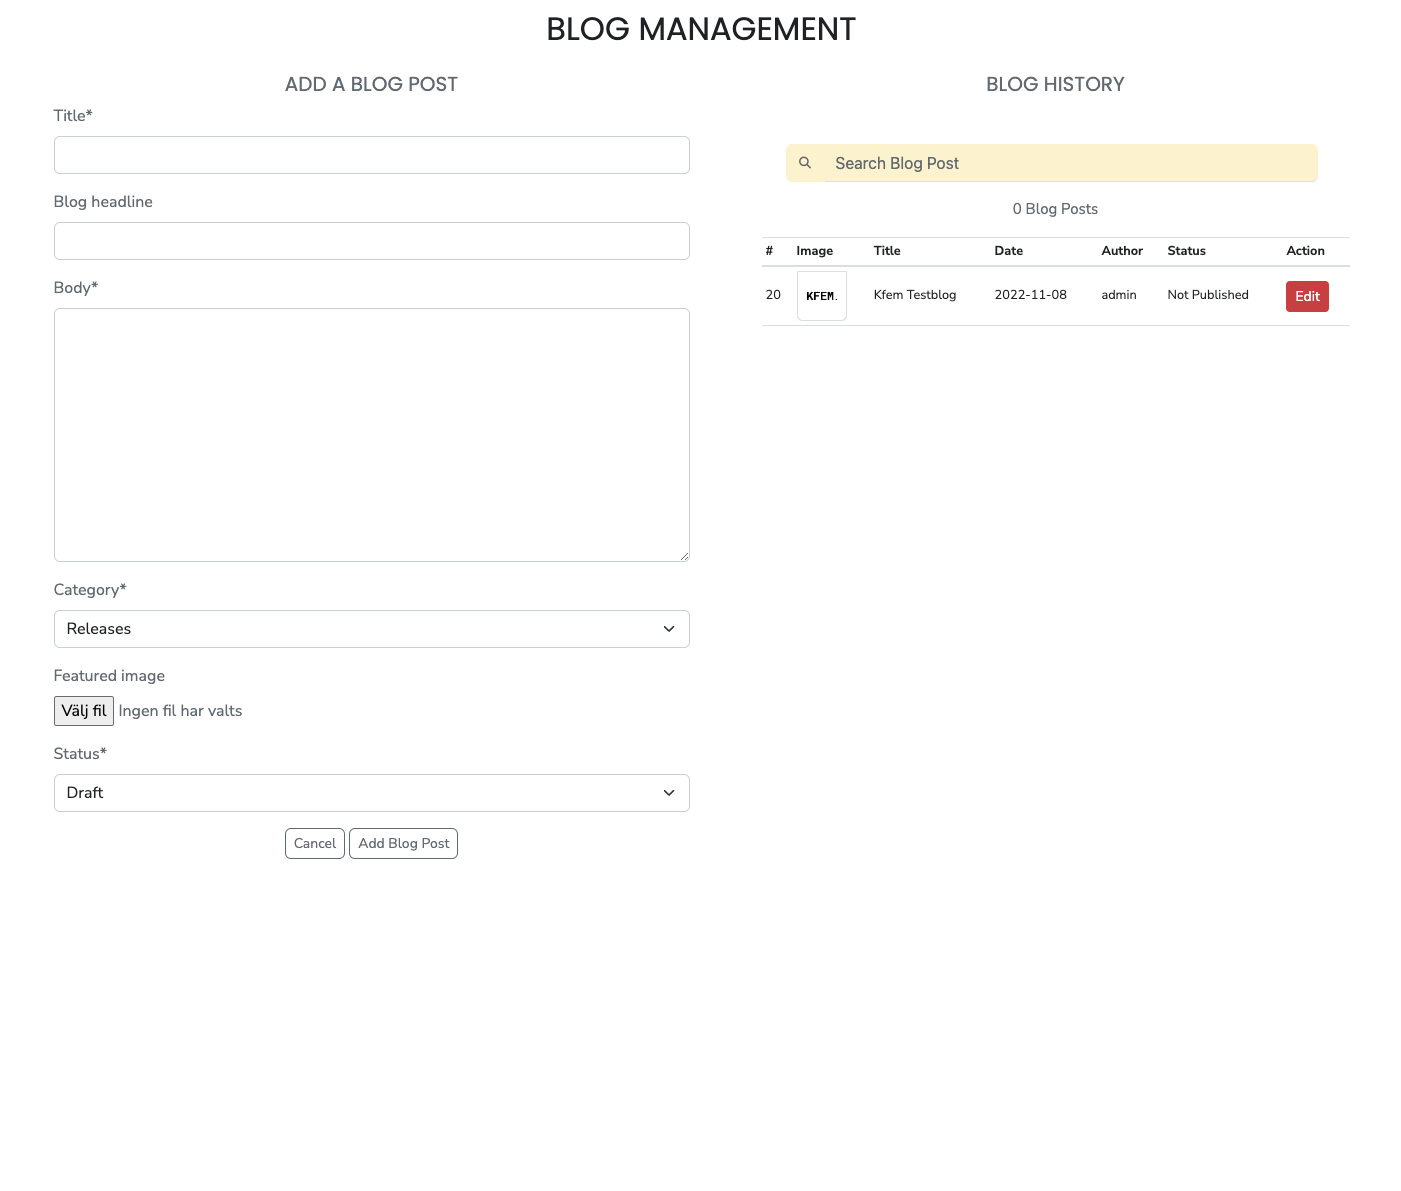 BLOG MANAGEMENT
ADD A BLOG POST
Title*
Blog headline
Body*
Category*
Releases
Featured image
Välj fil Ingen fil har valts
Status*
Draft
Cancel Add Blog Post
BLOG HISTORY
Search Blog Post
0 Blog Posts
# Image Title Date Author Status Action
20 KFEM. Kfem Testblog 2022-11-08 admin Not Published Edit